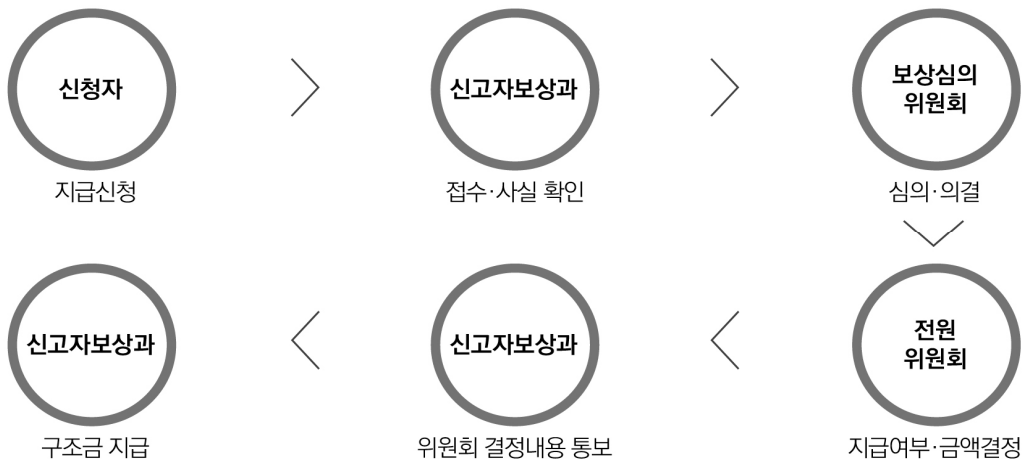 신청자
지급신청
신고자보상과
접수·사실 확인
보상심의
위원회
심의·의결
전원
위원회
지급여부·금액결정
신고자보상과
위원회 결정내용 통보
신고자보상과
구조금 지급